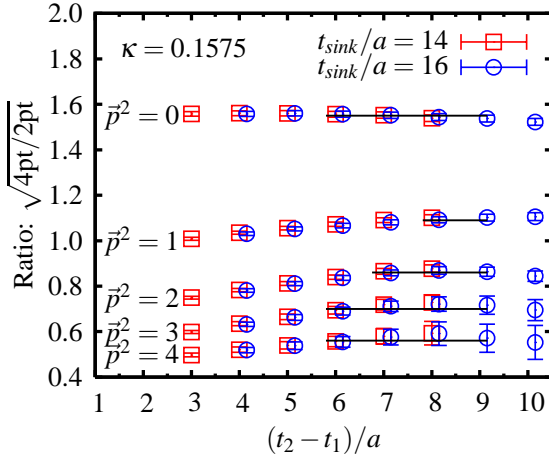 2.0
1.8
1.6
1.4
1.2
1.0
0.8
0.6
0.4
Ratio: √4pt/2pt
κ = 0.1575
t_sink/a = 14
t_sink/a = 16
p⃗² = 0
p⃗² = 1
p⃗² = 2
p⃗² = 3
p⃗² = 4
1 2 3 4 5 6 7 8 9 10
(t₂ − t₁)/a